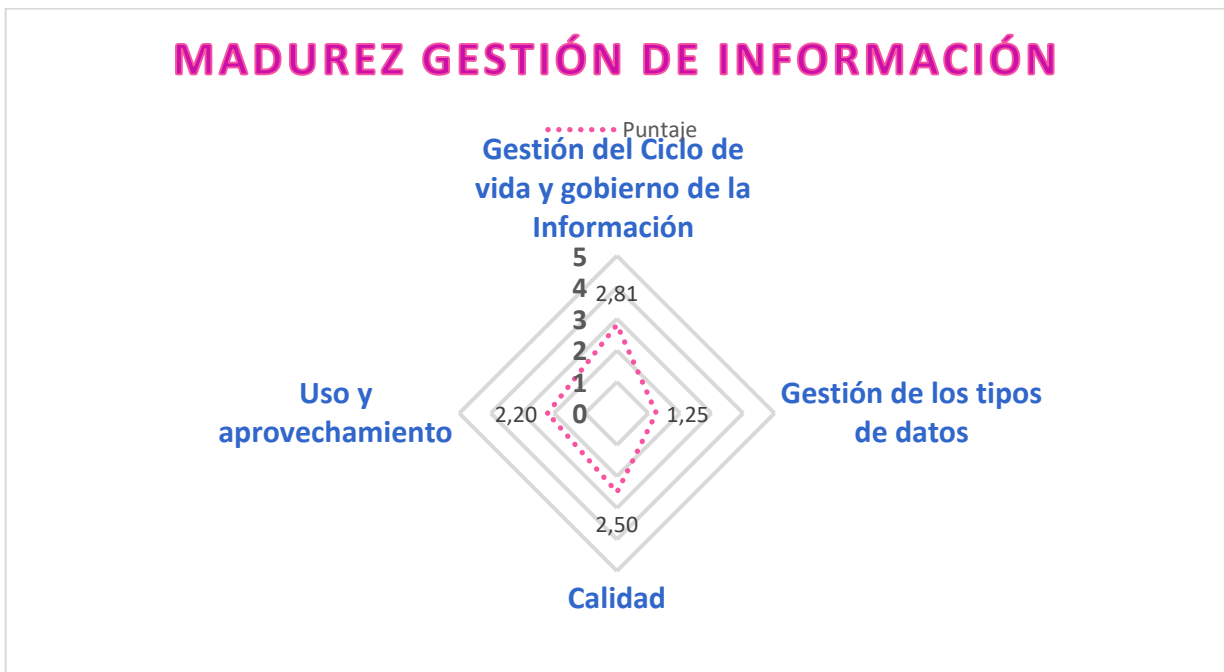 MADUREZ GESTIÓN DE INFORMACIÓN
Puntaje
Gestión del Ciclo de
vida y gobierno de la
Información
5
4
3
2
1
0
2,81
Gestión de los tipos
de datos
1,25
2,50
Calidad
Uso y
aprovechamiento
2,20